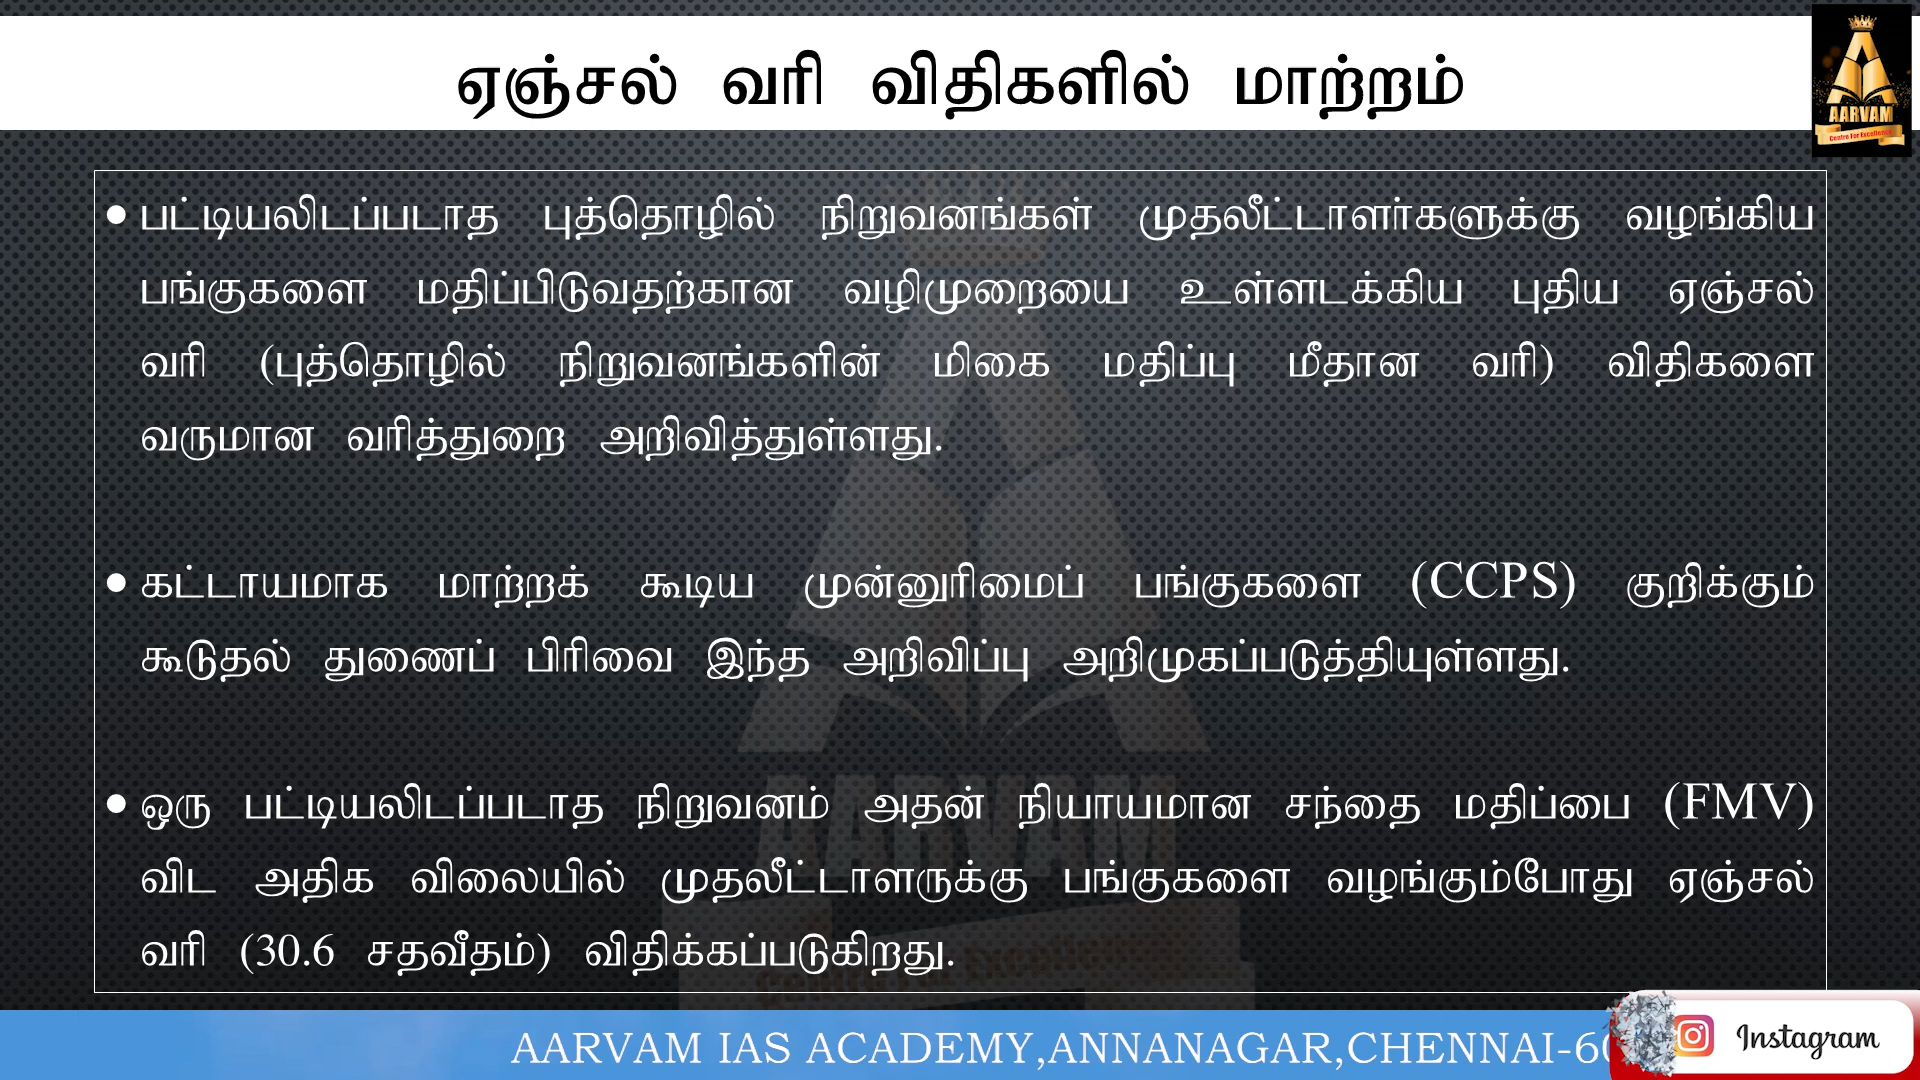 ஏஞ்சல் வரி விதிகளில் மாற்றம்
AARVAM
Centre For Excellence
• பட்டியலிடப்படாத புத்தொழில் நிறுவனங்கள் முதலீட்டாளர்களுக்கு வழங்கிய
பங்குகளை மதிப்பிடுவதற்கான வழிமுறையை உள்ளடக்கிய புதிய ஏஞ்சல்
வரி (புத்தொழில் நிறுவனங்களின் மிகை மதிப்பு மீதான வரி) விதிகளை
வருமான வரித்துறை அறிவித்துள்ளது.
• கட்டாயமாக மாற்றக் கூடிய முன்னுரிமைப் பங்குகளை (CCPS) குறிக்கும்
கூடுதல் துணைப் பிரிவை இந்த அறிவிப்பு அறிமுகப்படுத்தியுள்ளது.
• ஒரு பட்டியலிடப்படாத நிறுவனம் அதன் நியாயமான சந்தை மதிப்பை (FMV)
விட அதிக விலையில் முதலீட்டாளருக்கு பங்குகளை வழங்கும்போது ஏஞ்சல்
வரி (30.6 சதவீதம்) விதிக்கப்படுகிறது.
AARVAM IAS ACADEMY,ANNANAGAR,CHENNAI-60
Instagram